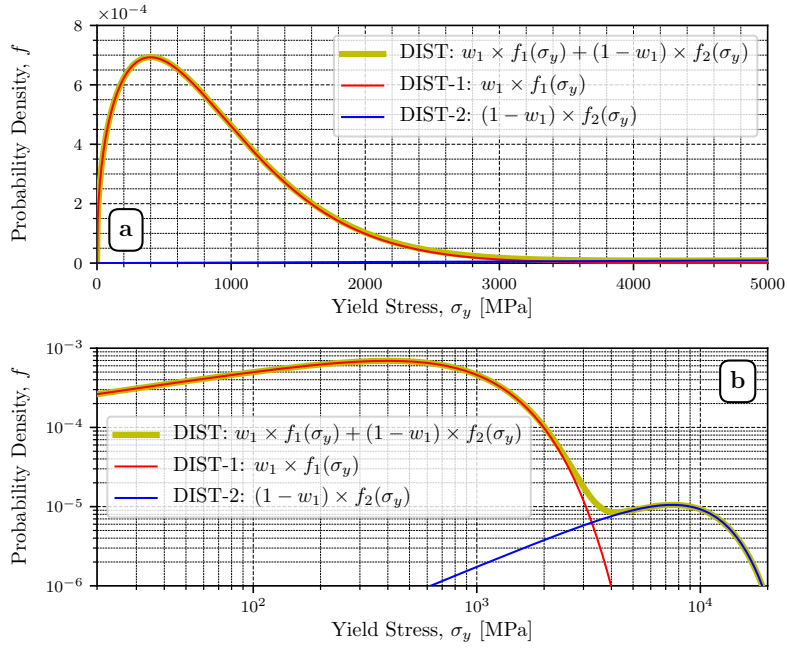 ×10⁻⁴
DIST: w₁ × f₁(σ_y) + (1 − w₁) × f₂(σ_y)
DIST-1: w₁ × f₁(σ_y)
DIST-2: (1 − w₁) × f₂(σ_y)
8
6
4
2
0
Probability Density, f
a
0 1000 2000 3000 4000 5000
Yield Stress, σ_y [MPa]
10⁻³
10⁻⁴
10⁻⁵
10⁻⁶
Probability Density, f
b
DIST: w₁ × f₁(σ_y) + (1 − w₁) × f₂(σ_y)
DIST-1: w₁ × f₁(σ_y)
DIST-2: (1 − w₁) × f₂(σ_y)
10² 10³ 10⁴
Yield Stress, σ_y [MPa]